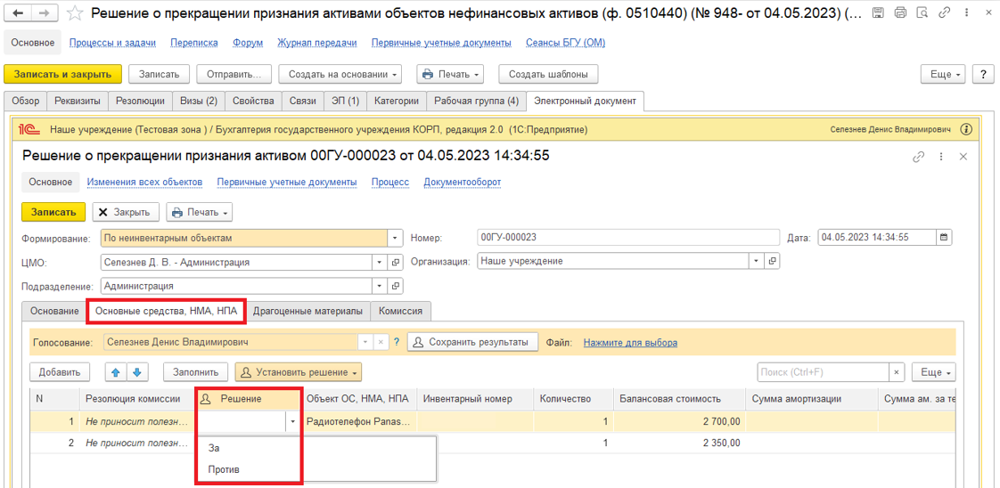 Решение о прекращении признания активами объектов нефинансовых активов (ф. 0510440) (№ 948- от 04.05.2023) (...
Основное Процессы и задачи Переписка Форум Журнал передачи Первичные учетные документы Сеансы БГУ (ОМ)
Записать и закрыть Записать Отправить... Создать на основании Печать Создать шаблоны Еще ?
Обзор Реквизиты Резолюции Визы (2) Свойства Связи ЭП (1) Категории Рабочая группа (4) Электронный документ
1С Наше учреждение (Тестовая зона ) / Бухгалтерия государственного учреждения КОРП, редакция 2.0 (1С:Предприятие) Селезнев Денис Владимирович i
Решение о прекращении признания активом 00ГУ-000023 от 04.05.2023 14:34:55
Основное Изменения всех объектов Первичные учетные документы Процесс Документооборот
Записать Закрыть Печать
Формирование: По неинвентарным объектам Номер: 00ГУ-000023 Дата: 04.05.2023 14:34:55
ЦМО: Селезнев Д. В. - Администрация Организация: Наше учреждение
Подразделение: Администрация
Основание Основные средства, НМА, НПА Драгоценные материалы Комиссия
Голосование: Селезнев Денис Владимирович ? Сохранить результаты Файл: Нажмите для выбора
Добавить Заполнить Установить решение Поиск (Ctrl+F) × Еще
N Резолюция комиссии Решение Объект ОС, НМА, НПА Инвентарный номер Количество Балансовая стоимость Сумма амортизации Сумма ам. за те
1 Не приносит полезн... Радиотелефон Panas... 1 2 700,00
2 Не приносит полезн... 1 2 350,00
За
Против